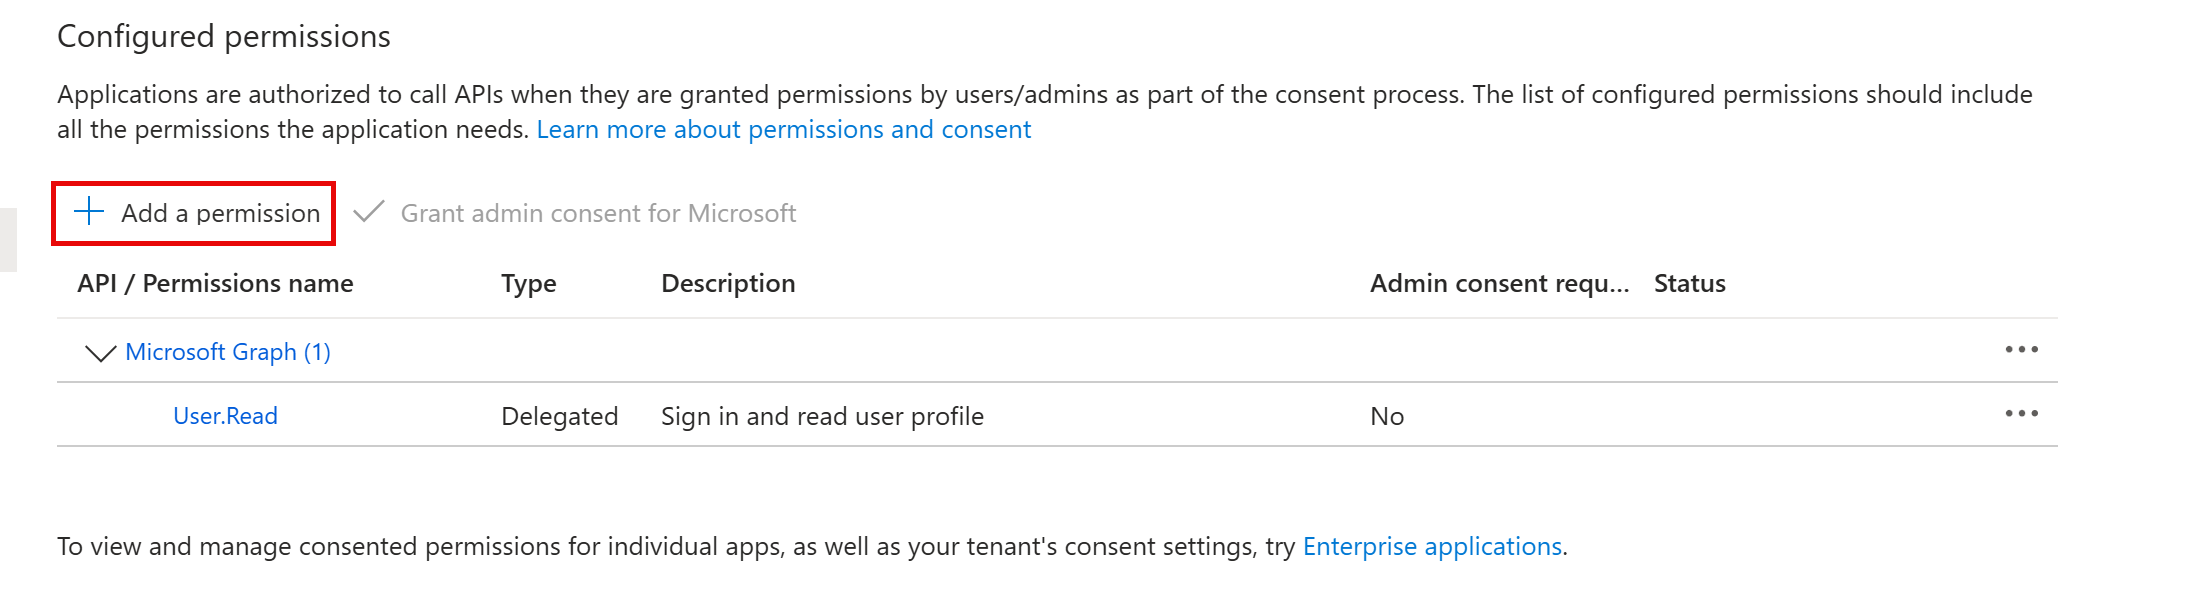 Configured permissions
Applications are authorized to call APIs when they are granted permissions by users/admins as part of the consent process. The list of configured permissions should include
all the permissions the application needs. Learn more about permissions and consent
Add a permission Grant admin consent for Microsoft
API / Permissions name Type Description Admin consent requ... Status
Microsoft Graph (1)
User.Read Delegated Sign in and read user profile No
To view and manage consented permissions for individual apps, as well as your tenant's consent settings, try Enterprise applications.